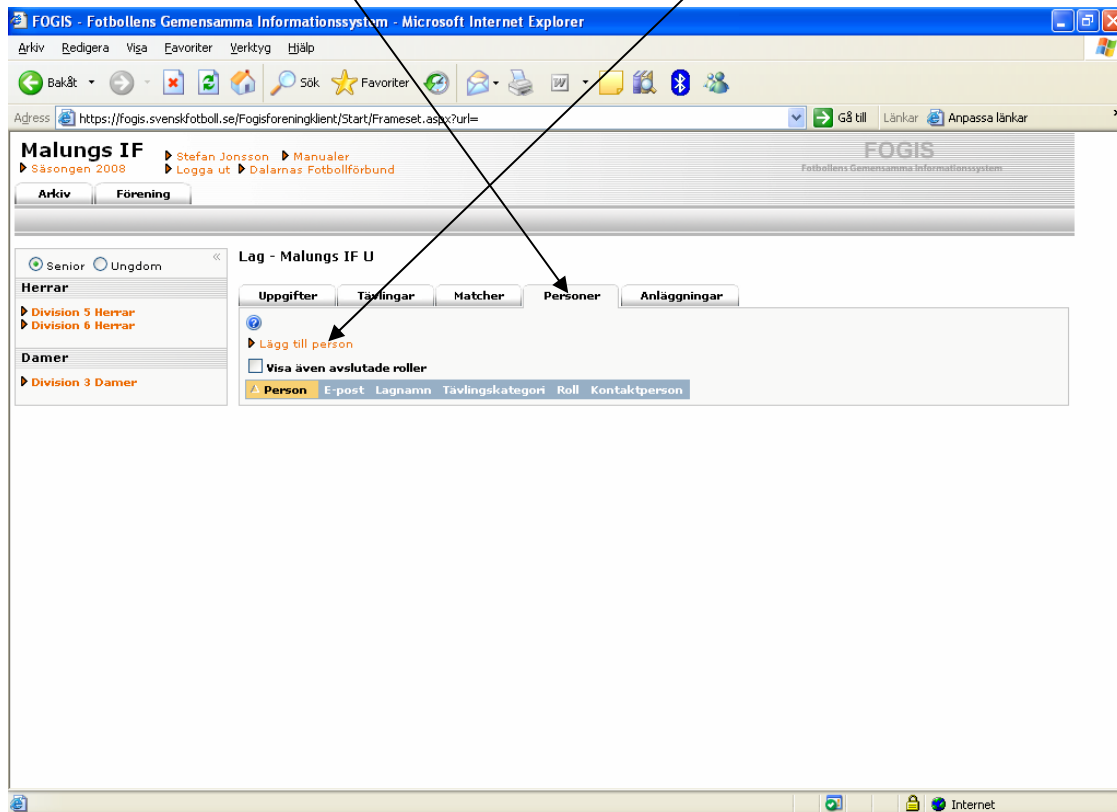 FOGIS - Fotbollens Gemensamma Informationssystem - Microsoft Internet Explorer
Arkiv Redigera Visa Favoriter Verktyg Hjälp
Bakåt Sök Favoriter
Adress https://fogis.svenskfotboll.se/Fogisforeningklient/Start/Frameset.aspx?url= Gå till Länkar Anpassa länkar
Malungs IF Stefan Jonsson Manualer FOGIS
Säsongen 2008 Logga ut Dalarnas Fotbollförbund Fotbollens Gemensamma Informationssystem
Arkiv Förening
Senior Ungdom
Herrar
Division 5 Herrar
Division 6 Herrar
Damer
Division 3 Damer
Lag - Malungs IF U
Uppgifter Tävlingar Matcher Personer Anläggningar
Lägg till person
Visa även avslutade roller
Person E-post Lagnamn Tävlingskategori Roll Kontaktperson
Internet